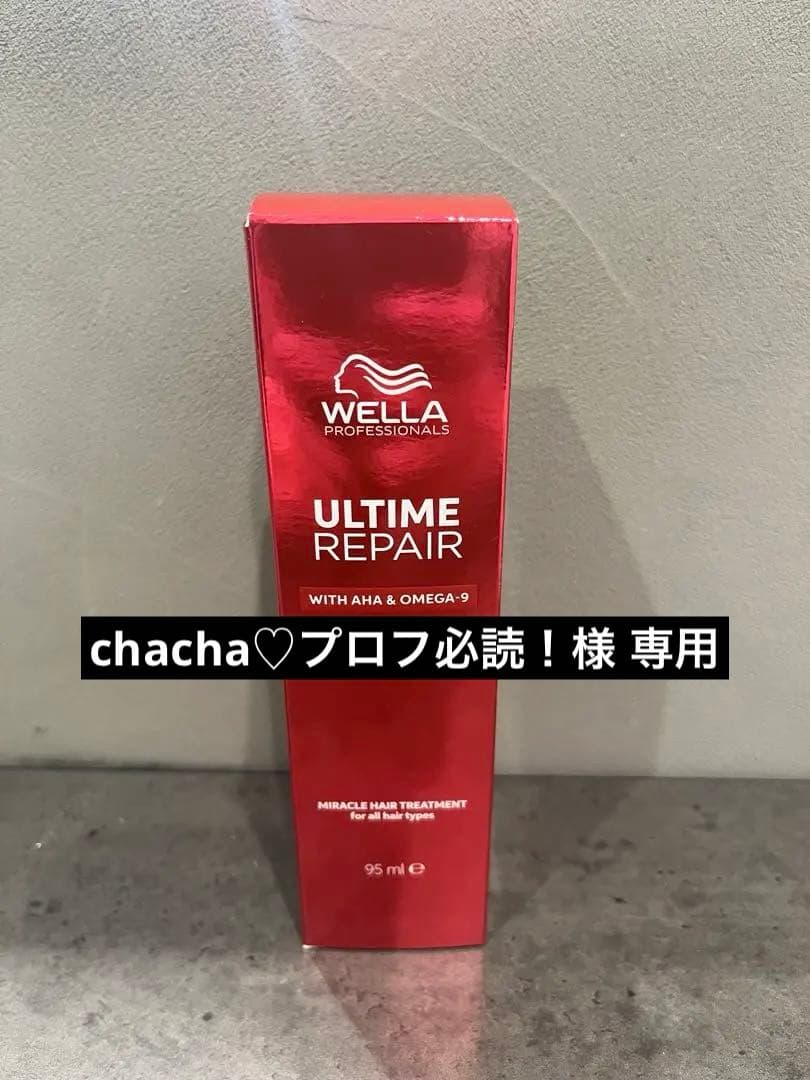 WELLA
PROFESSIONALS
ULTIME
REPAIR
WITH AHA & OMEGA-9
chacha♡プロフ必読！様 専用
MIRACLE HAIR TREATMENT
for all hair types
95 ml ℮